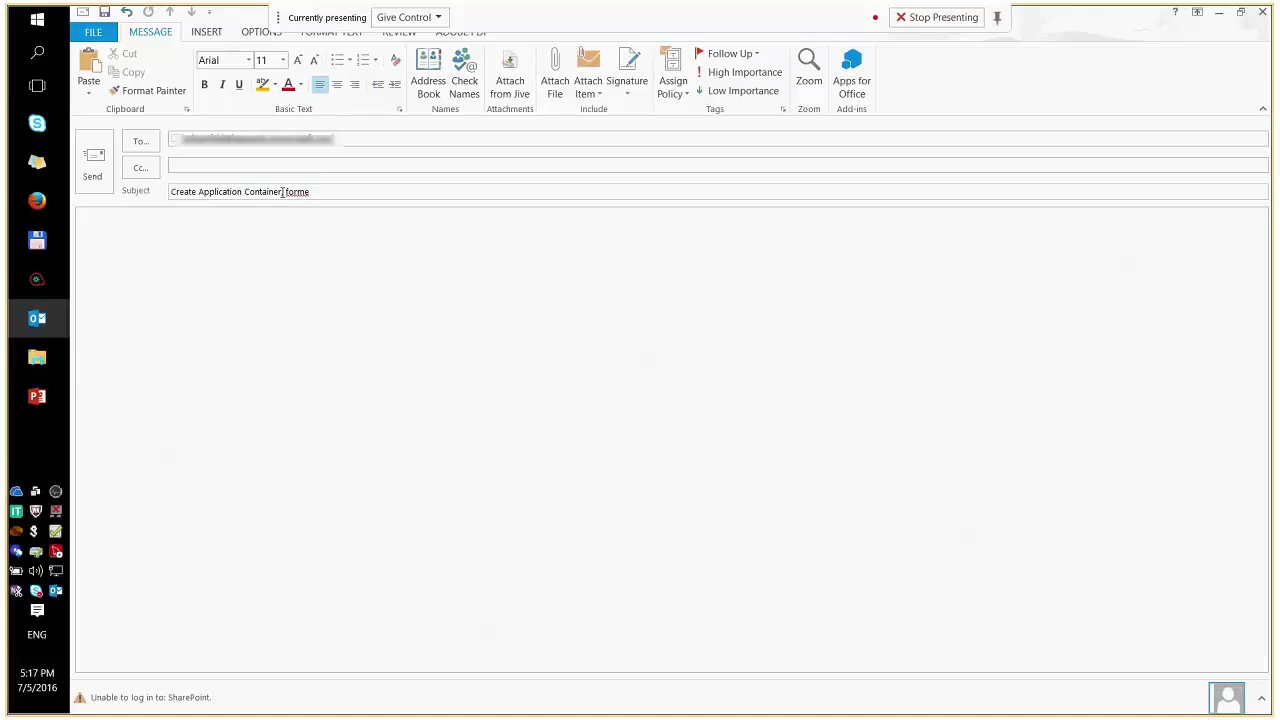 Currently presenting
Give Control
Stop Presenting
FILE
MESSAGE
INSERT
OPTIONS
FORMAT TEXT
REVIEW
ADOBE PDF
Paste
Cut
Copy
Format Painter
Clipboard
Arial
11
B I U
Basic Text
Address Book
Check Names
Names
Attach from Jive
Attachments
Attach File
Attach Item
Signature
Include
Assign Policy
Follow Up
High Importance
Low Importance
Tags
Zoom
Zoom
Apps for Office
Add-ins
Send
To...
Cc...
Subject
Create Application Container forme
IT
ENG
5:17 PM
7/5/2016
Unable to log in to: SharePoint.